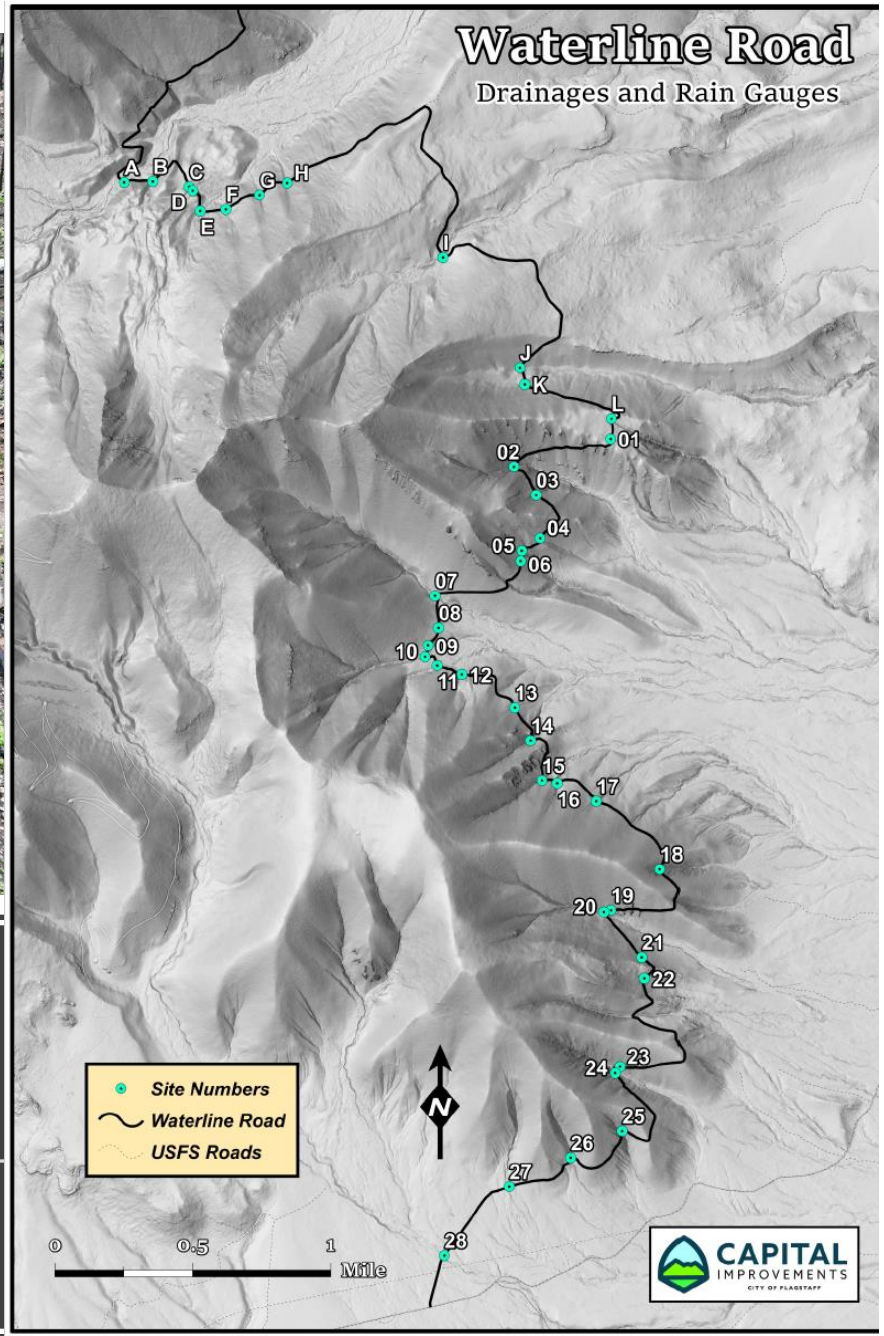 Waterline Road
Drainages and Rain Gauges
A
B
C
D
E
F
G
H
I
J
K
L
01
02
03
04
05
06
07
08
09
10
11
12
13
14
15
16
17
18
19
20
21
22
23
24
25
26
27
28
Site Numbers
Waterline Road
USFS Roads
N
0 0.5 1
Mile
CAPITAL
IMPROVEMENTS
CITY OF FLAGSTAFF